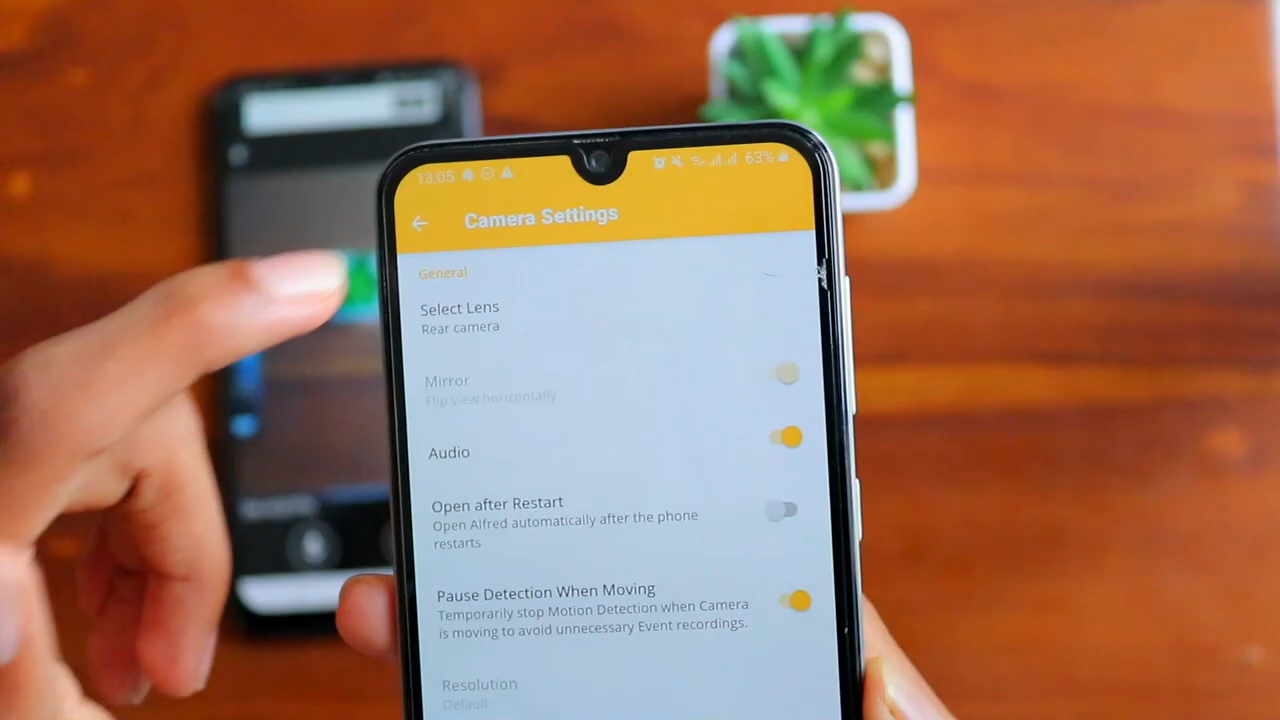 13:05
63%
Camera Settings
General
Select Lens
Rear camera
Mirror
Flip view horizontally
Audio
Open after Restart
Open Alfred automatically after the phone
restarts
Pause Detection When Moving
Temporarily stop Motion Detection when Camera
is moving to avoid unnecessary Event recordings.
Resolution
Default